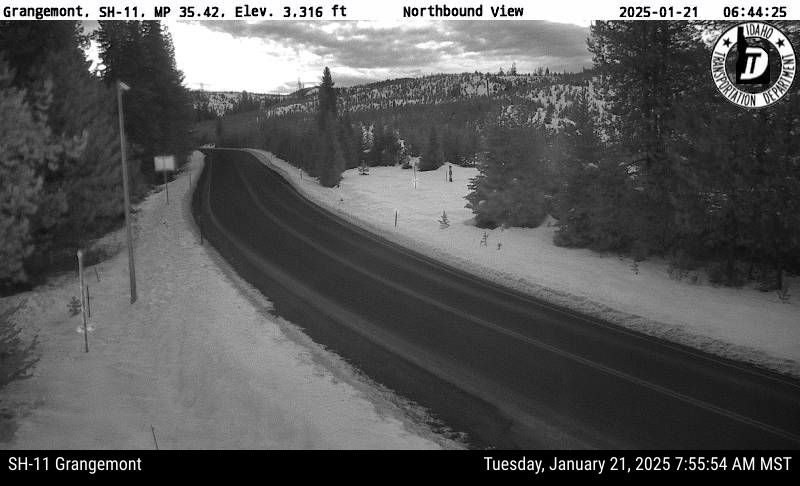 Grangemont, SH-11, MP 35.42, Elev. 3,316 ft Northbound View 2025-01-21 06:44:25
IDAHO
TRANSPORTATION DEPARTMENT
SH-11 Grangemont Tuesday, January 21, 2025 7:55:54 AM MST